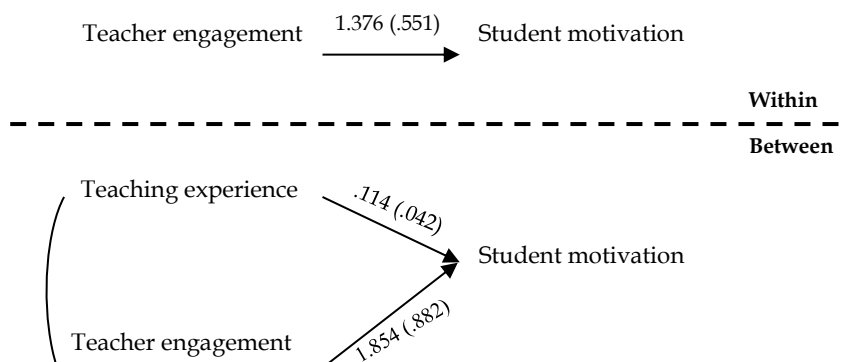 1.376 (.551)
Teacher engagement Student motivation
Within
Between
Teaching experience .114 (.042)
Student motivation
Teacher engagement 1.854 (.882)